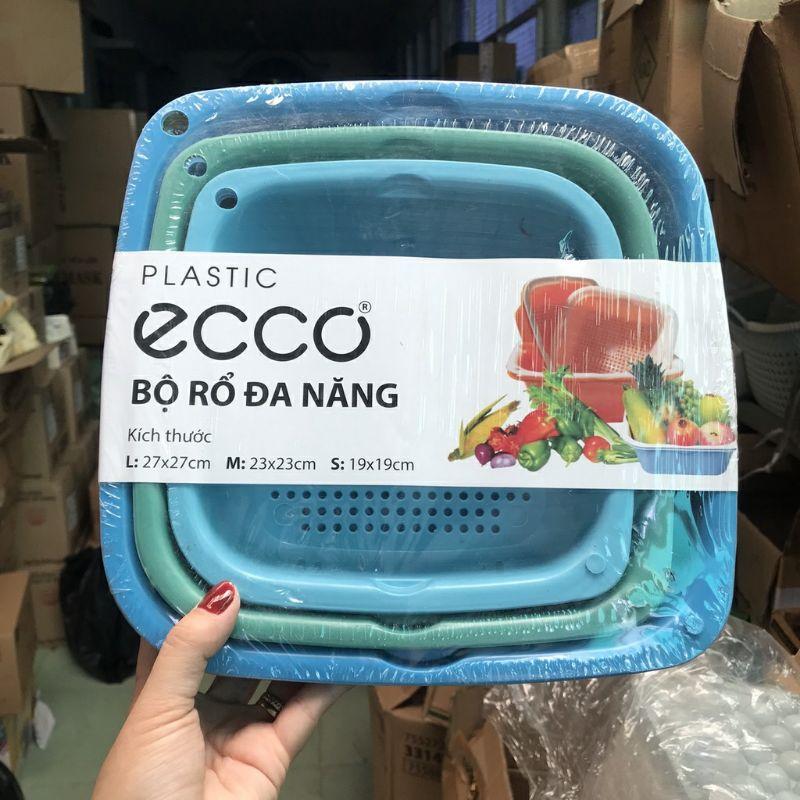 PLASTIC
ecco®
BỘ RỔ ĐA NĂNG
Kích thước
L: 27x27cm M: 23x23cm S: 19x19cm